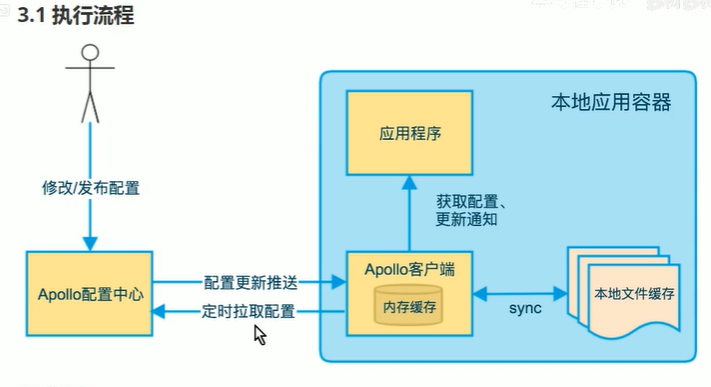 3.1 执行流程
本地应用容器
应用程序
修改/发布配置
获取配置、
更新通知
Apollo配置中心
配置更新推送
定时拉取配置
Apollo客户端
内存缓存
sync
本地文件缓存